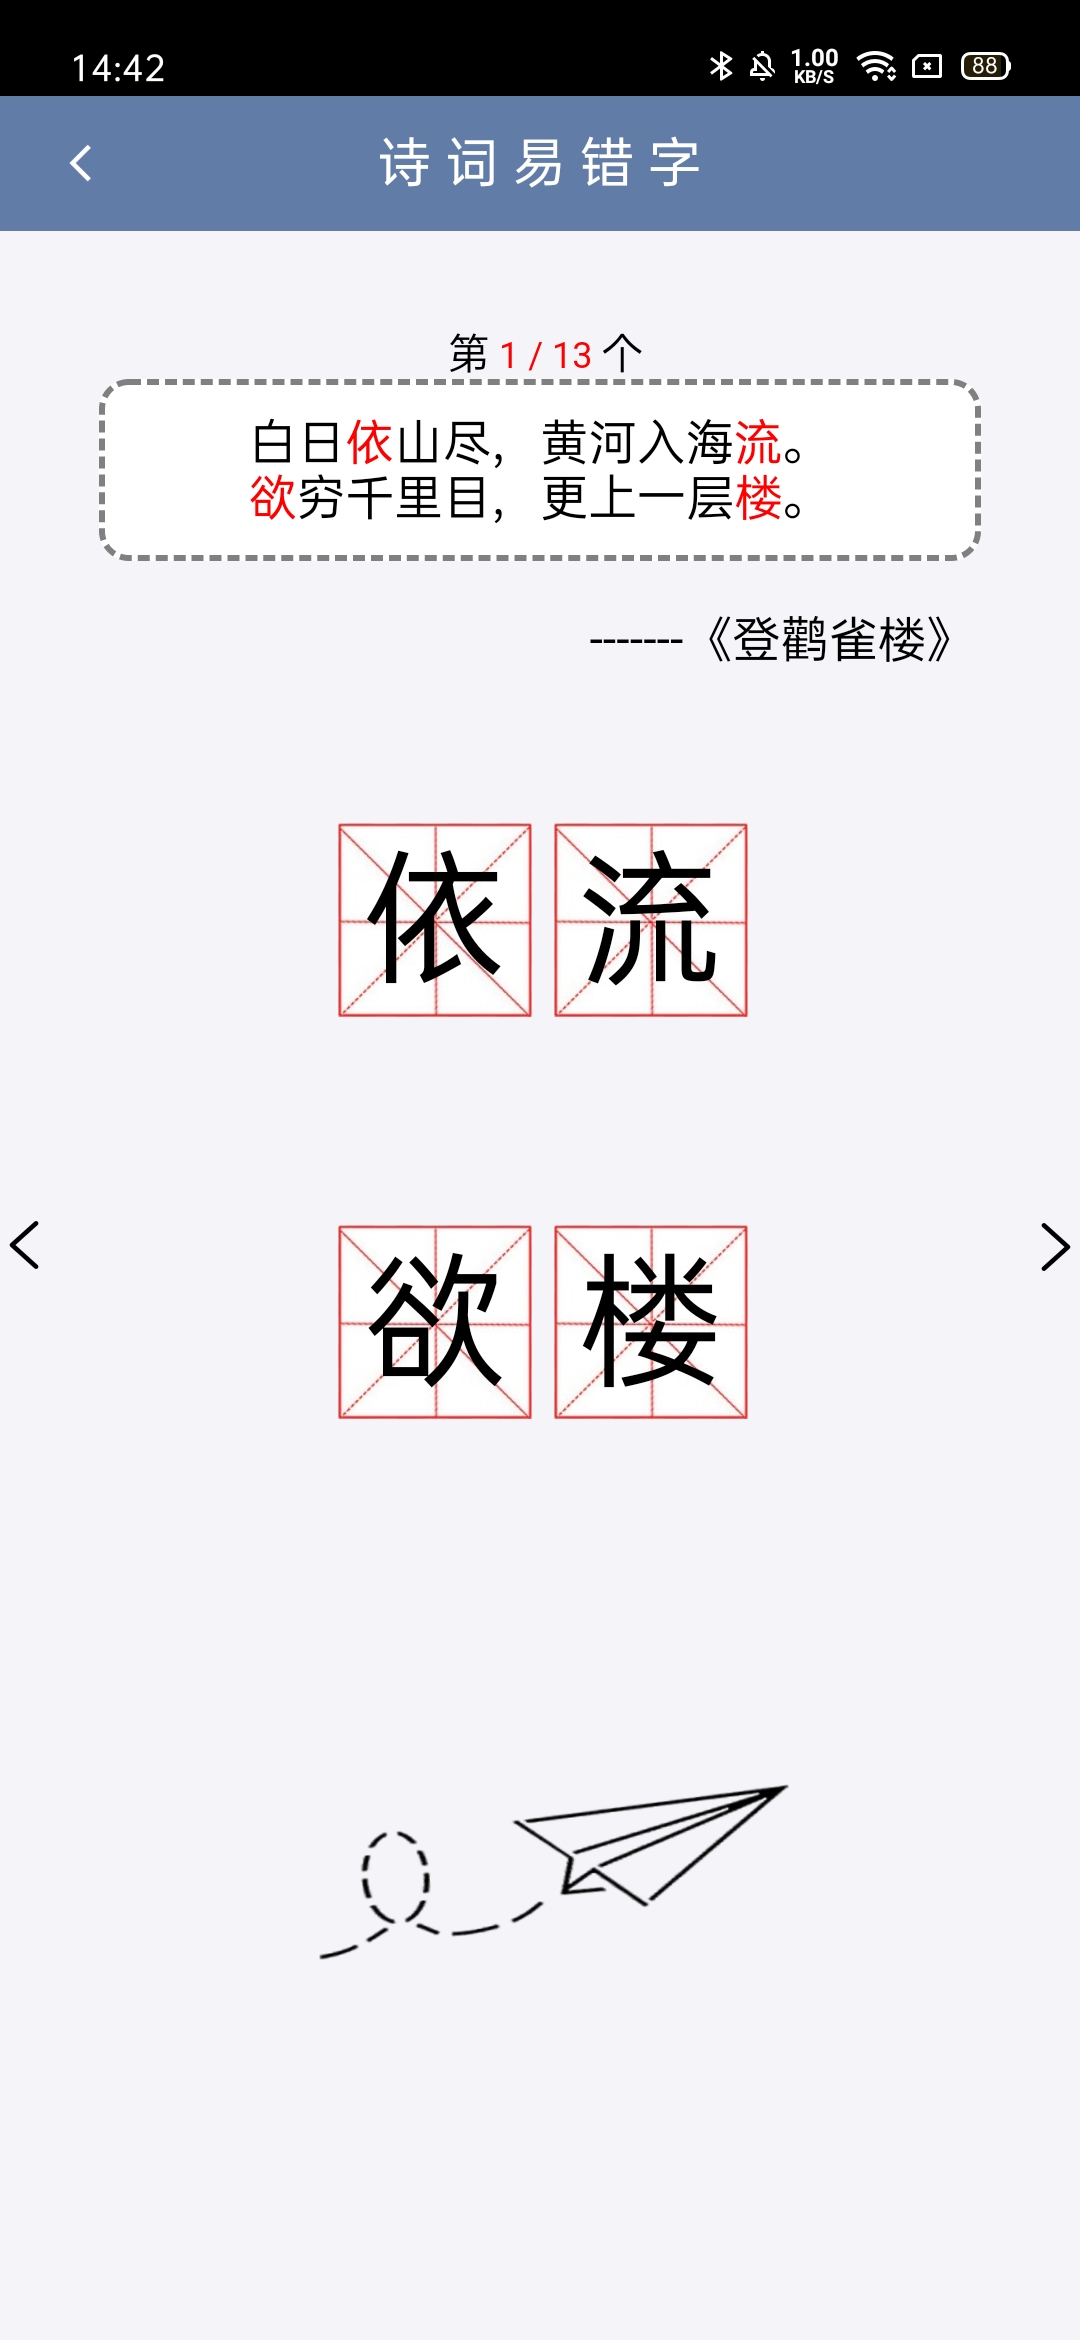 14:42
1.00
KB/S
88
诗词易错字
第 1 / 13 个
白日依山尽，黄河入海流。
欲穷千里目，更上一层楼。
-------《登鹳雀楼》
依 流
欲 楼